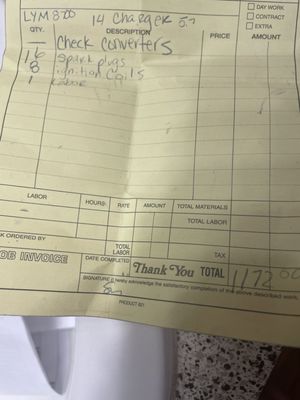 DAY WORK
CONTRACT
EXTRA
LYM820 14 Charger 5.7
QTY. DESCRIPTION PRICE AMOUNT
— Check converters
16 spark plugs
8 ignition coils
1 Labor
LABOR HOURS RATE AMOUNT TOTAL MATERIALS
TOTAL LABOR
K ORDERED BY
TOTAL LABOR TAX
OB INVOICE DATE COMPLETED Thank You TOTAL 1172.00
SIGNATURE (I hereby acknowledge the satisfactory completion of the above described work.
PRODUCT